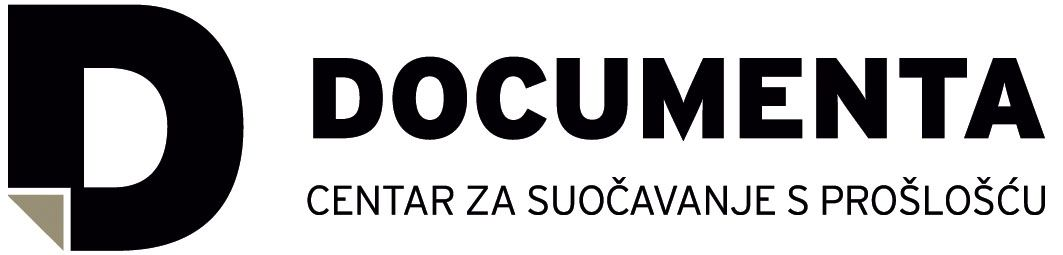 D DOCUMENTA
CENTAR ZA SUOČAVANJE S PROŠLOŠĆU